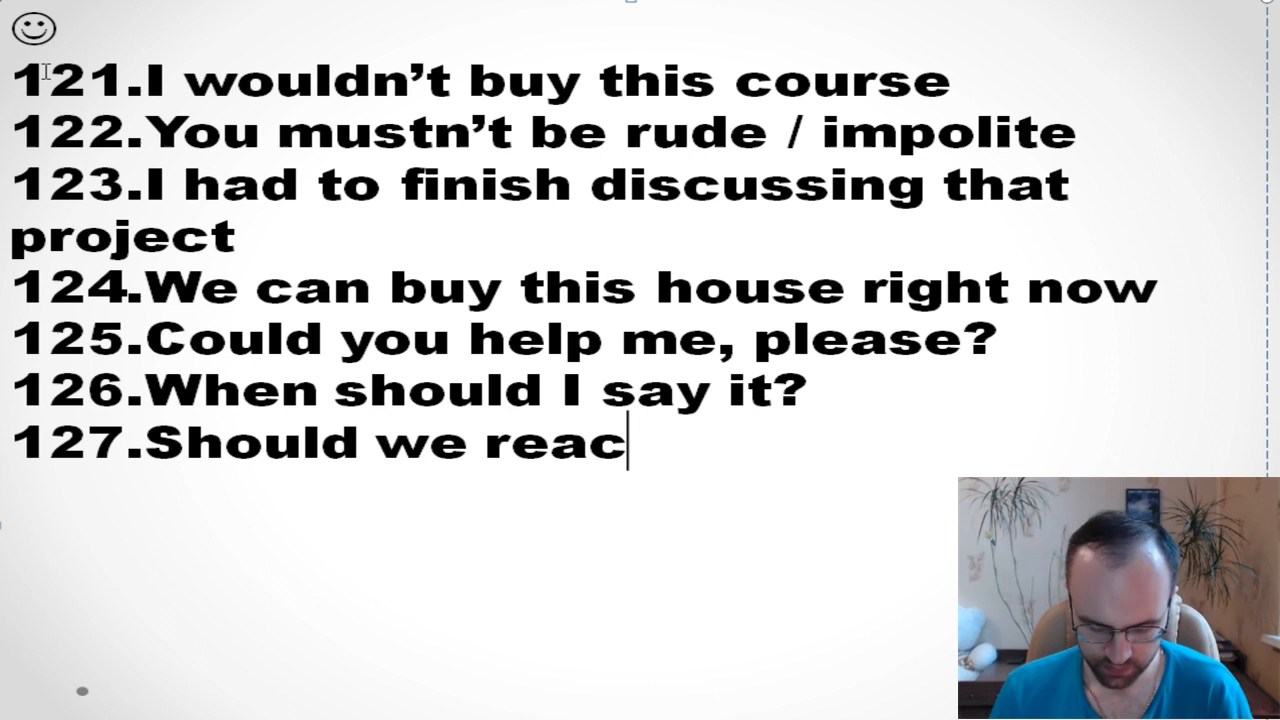 121.I wouldn’t buy this course
122.You mustn’t be rude / impolite
123.I had to finish discussing that
project
124.We can buy this house right now
125.Could you help me, please?
126.When should I say it?
127.Should we reac